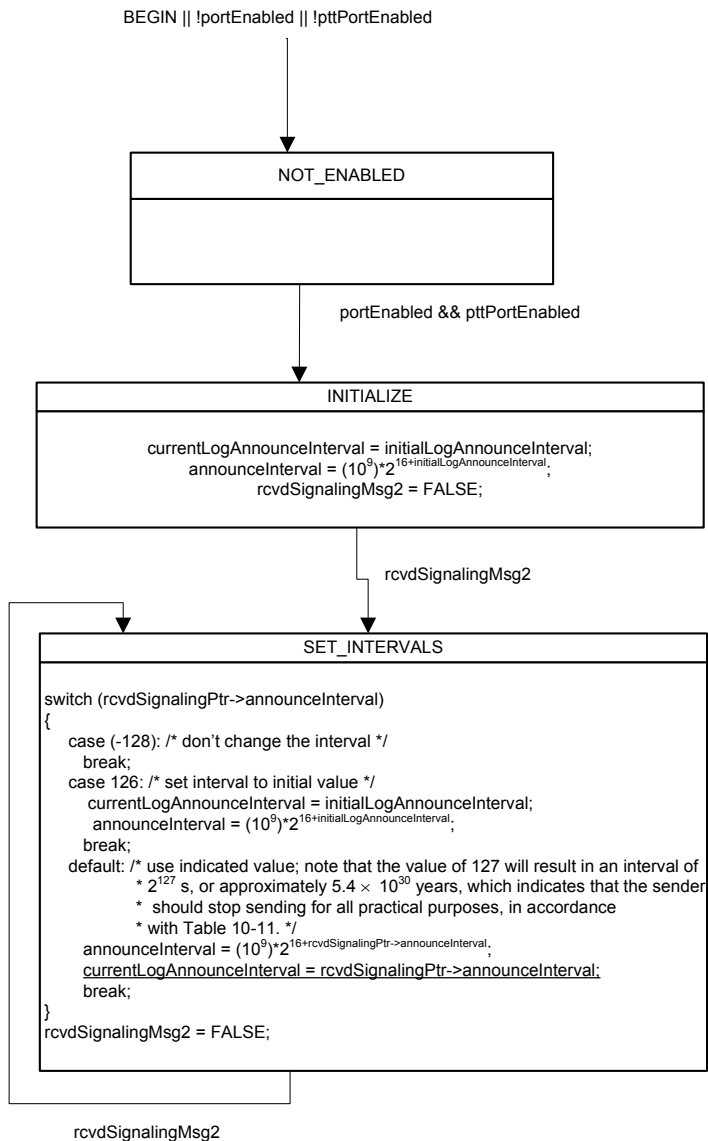 BEGIN || !portEnabled || !pttPortEnabled
NOT_ENABLED
portEnabled && pttPortEnabled
INITIALIZE
currentLogAnnounceInterval = initialLogAnnounceInterval;
announceInterval = (10^9)*2^16+initialLogAnnounceInterval;
rcvdSignalingMsg2 = FALSE;
rcvdSignalingMsg2
SET_INTERVALS
switch (rcvdSignalingPtr->announceInterval)
{
case (-128): /* don't change the interval */
break;
case 126: /* set interval to initial value */
currentLogAnnounceInterval = initialLogAnnounceInterval;
announceInterval = (10^9)*2^16+initialLogAnnounceInterval;
break;
default: /* use indicated value; note that the value of 127 will result in an interval of
* 2^127 s, or approximately 5.4 × 10^30 years, which indicates that the sender
* should stop sending for all practical purposes, in accordance
* with Table 10-11. */
announceInterval = (10^9)*2^16+rcvdSignalingPtr->announceInterval;
currentLogAnnounceInterval = rcvdSignalingPtr->announceInterval;
break;
}
rcvdSignalingMsg2 = FALSE;
rcvdSignalingMsg2